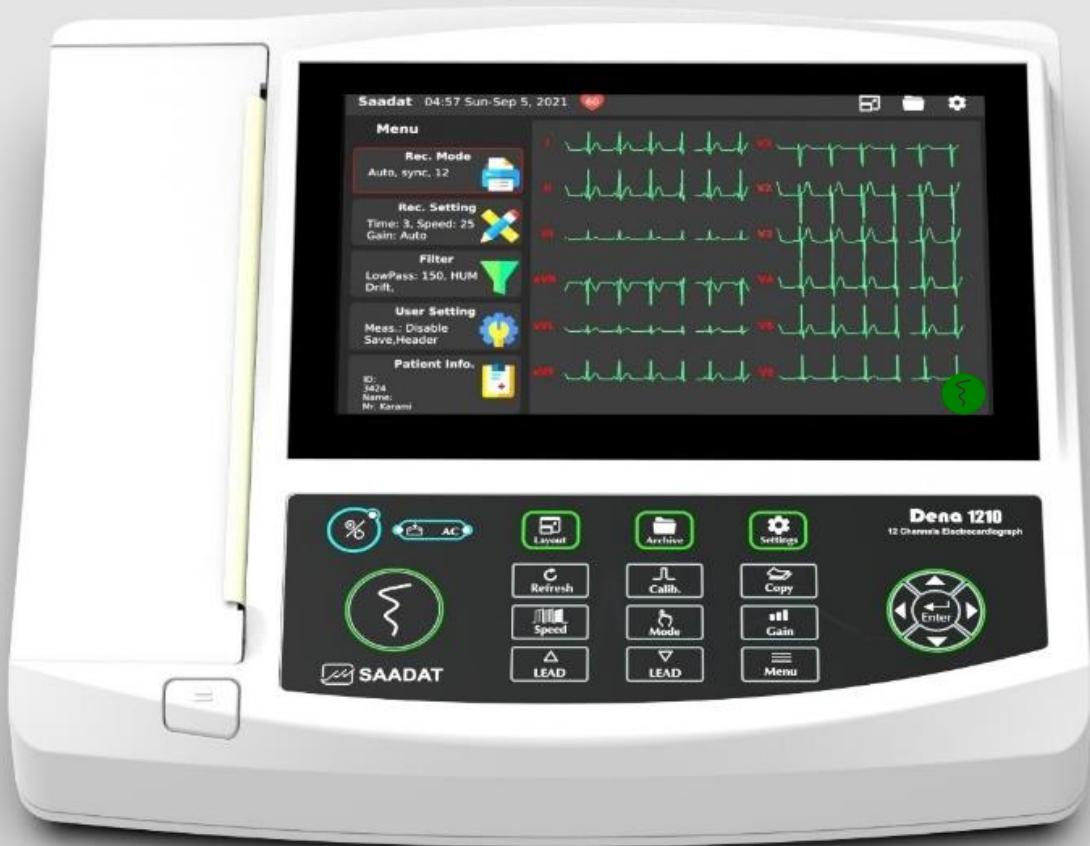 Saadat 04:57 Sun-Sep 5, 2021 60
Menu
Rec. Mode
Auto, sync, 12
Rec. Setting
Time: 3, Speed: 25
Gain: Auto
Filter
LowPass: 150, HUM
Drift,
User Setting
Meas.: Disable
Save,Header
Patient Info.
ID:
3424
Name:
Mr. Karami
I
II
III
aVR
aVL
aVF
V2
V3
V4
V5
V6
AC
Layout
Archive
Settings
Dena 1210
12 Channels Electrocardiograph
Refresh
Calib.
Copy
Speed
Mode
Gain
LEAD
LEAD
Menu
Enter
SAADAT